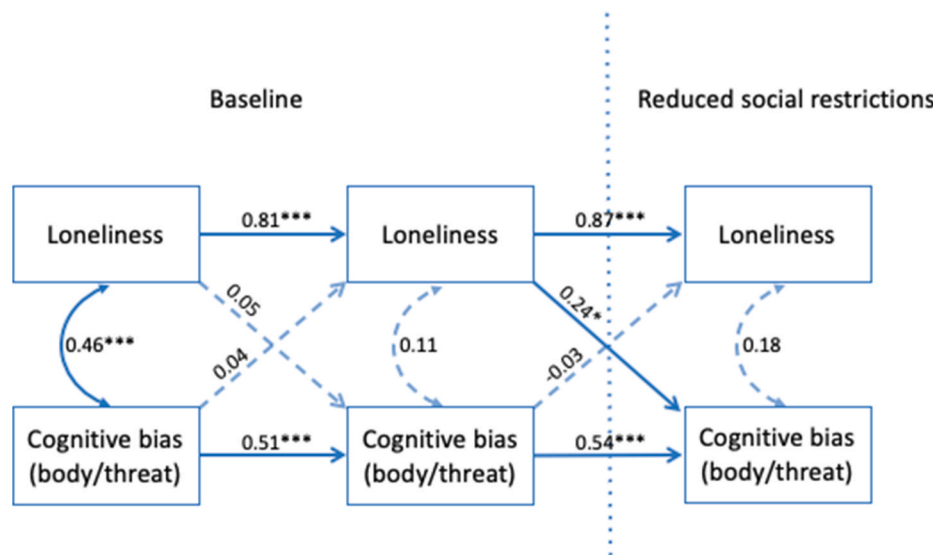 Baseline
Reduced social restrictions
Loneliness
0.81***
Loneliness
0.87***
Loneliness
0.05
0.04
0.24*
-0.03
0.46***
0.11
0.18
Cognitive bias
(body/threat)
0.51***
Cognitive bias
(body/threat)
0.54***
Cognitive bias
(body/threat)